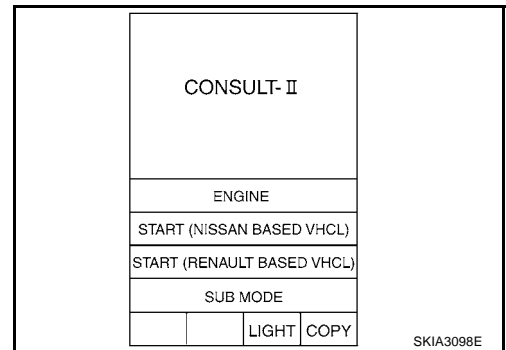 CONSULT-II
ENGINE
START (NISSAN BASED VHCL)
START (RENAULT BASED VHCL)
SUB MODE
LIGHT COPY
SKIA3098E